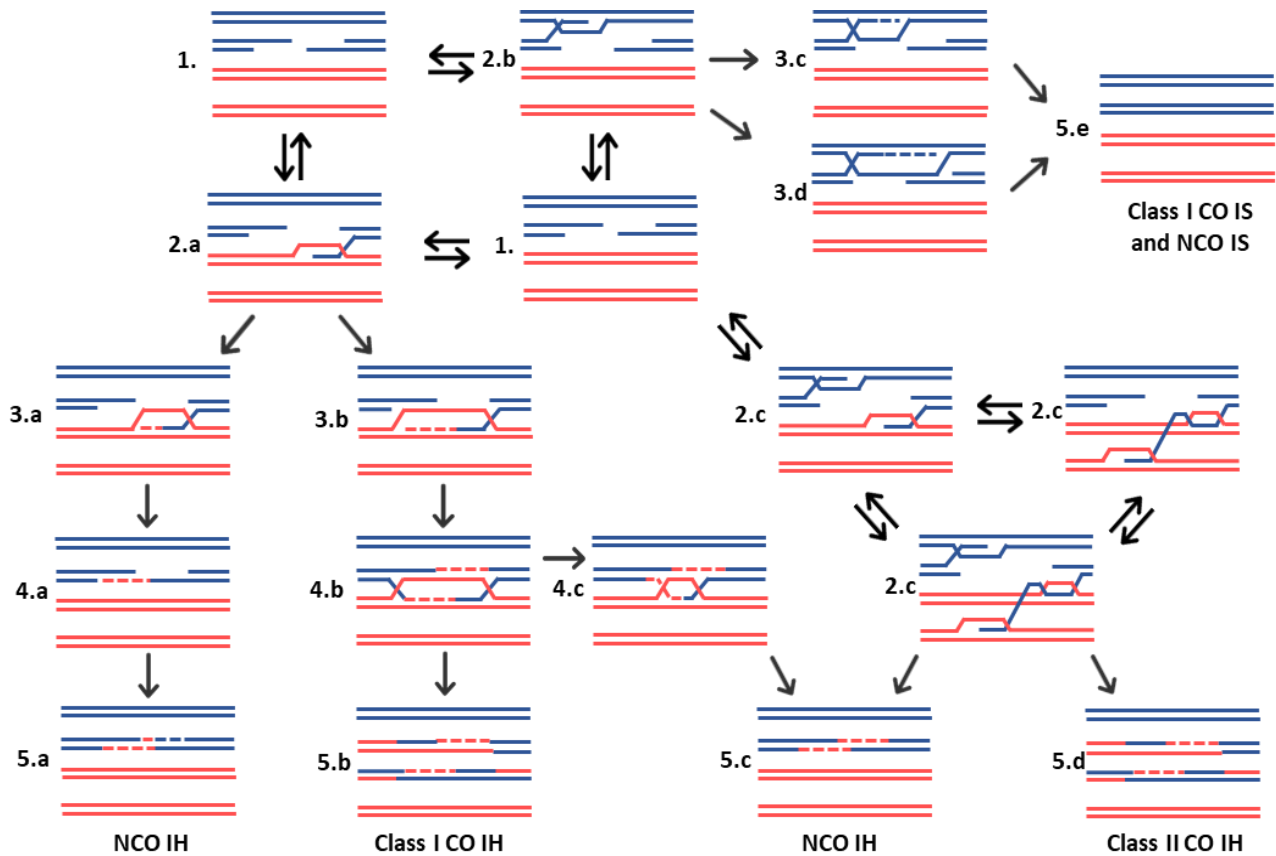 1.
2.b
3.c
5.e
3.d
Class I CO IS
and NCO IS
2.a
1.
3.a
3.b
2.c
2.c
4.a
4.b
4.c
2.c
5.a
5.b
5.c
5.d
NCO IH
Class I CO IH
NCO IH
Class II CO IH